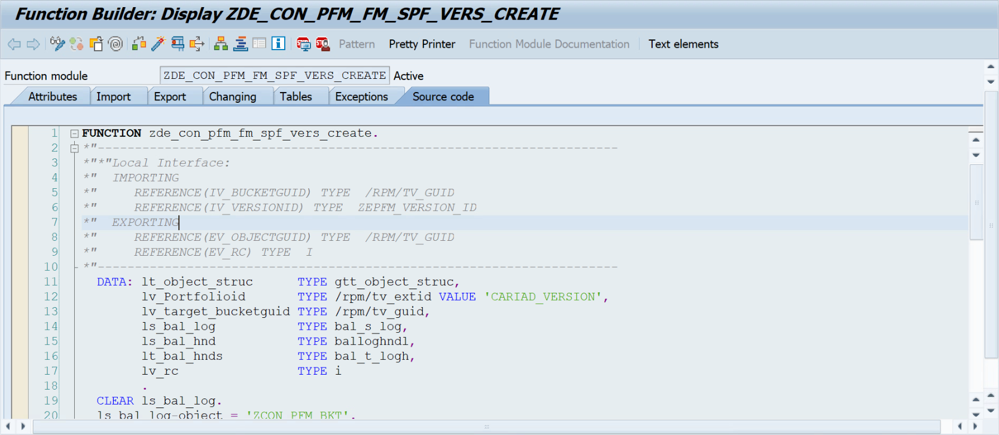 Function Builder: Display ZDE_CON_PFM_FM_SPF_VERS_CREATE
Pattern Pretty Printer Function Module Documentation Text elements
Function module ZDE_CON_PFM_FM_SPF_VERS_CREATE Active
Attributes Import Export Changing Tables Exceptions Source code
1 FUNCTION zde_con_pfm_fm_spf_vers_create.
2 *"----------------------------------------------------------------------
3 *"*"Local Interface:
4 *"  IMPORTING
5 *"     REFERENCE(IV_BUCKETGUID) TYPE  /RPM/TV_GUID
6 *"     REFERENCE(IV_VERSIONID) TYPE  ZEPFM_VERSION_ID
7 *"  EXPORTING
8 *"     REFERENCE(EV_OBJECTGUID) TYPE  /RPM/TV_GUID
9 *"     REFERENCE(EV_RC) TYPE  I
10 *"----------------------------------------------------------------------
11   DATA: lt_object_struc      TYPE gtt_object_struc,
12         lv_Portfolioid       TYPE /rpm/tv_extid VALUE 'CARIAD_VERSION',
13         lv_target_bucketguid TYPE /rpm/tv_guid,
14         ls_bal_log           TYPE bal_s_log,
15         ls_bal_hnd           TYPE balloghndl,
16         lt_bal_hnds          TYPE bal_t_logh,
17         lv_rc                TYPE i
18         .
19   CLEAR ls_bal_log.
20   ls_bal_log-object = 'ZCON_PFM_BKT'.